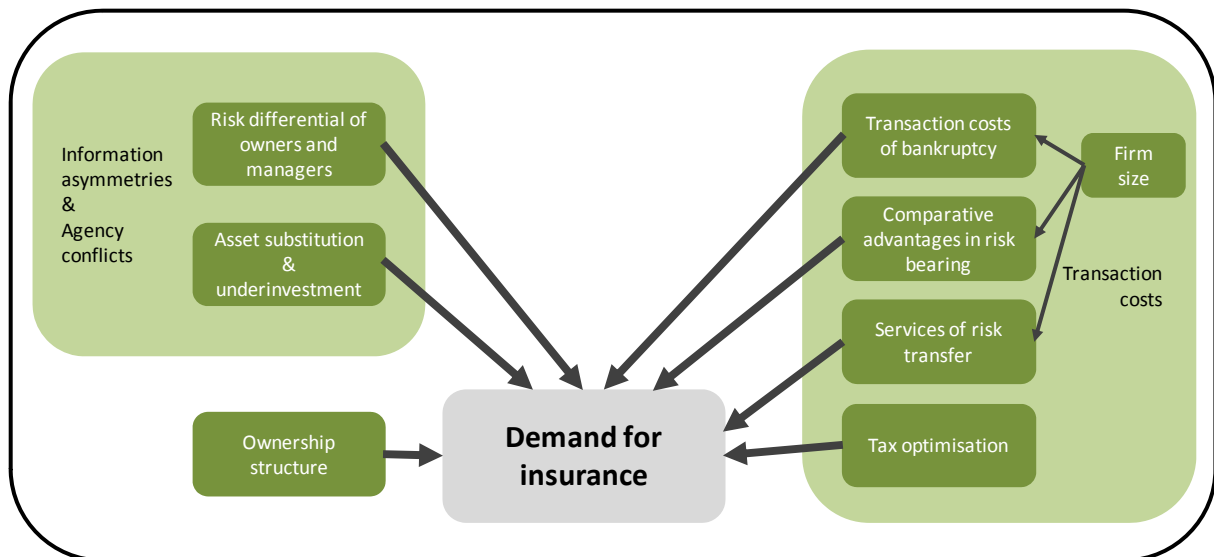 Information
asymmetries
&
Agency
conflicts
Risk differential of
owners and
managers
Asset substitution
&
underinvestment
Ownership
structure
Demand for
insurance
Transaction costs
of bankruptcy
Comparative
advantages in risk
bearing
Services of risk
transfer
Tax optimisation
Firm
size
Transaction
costs